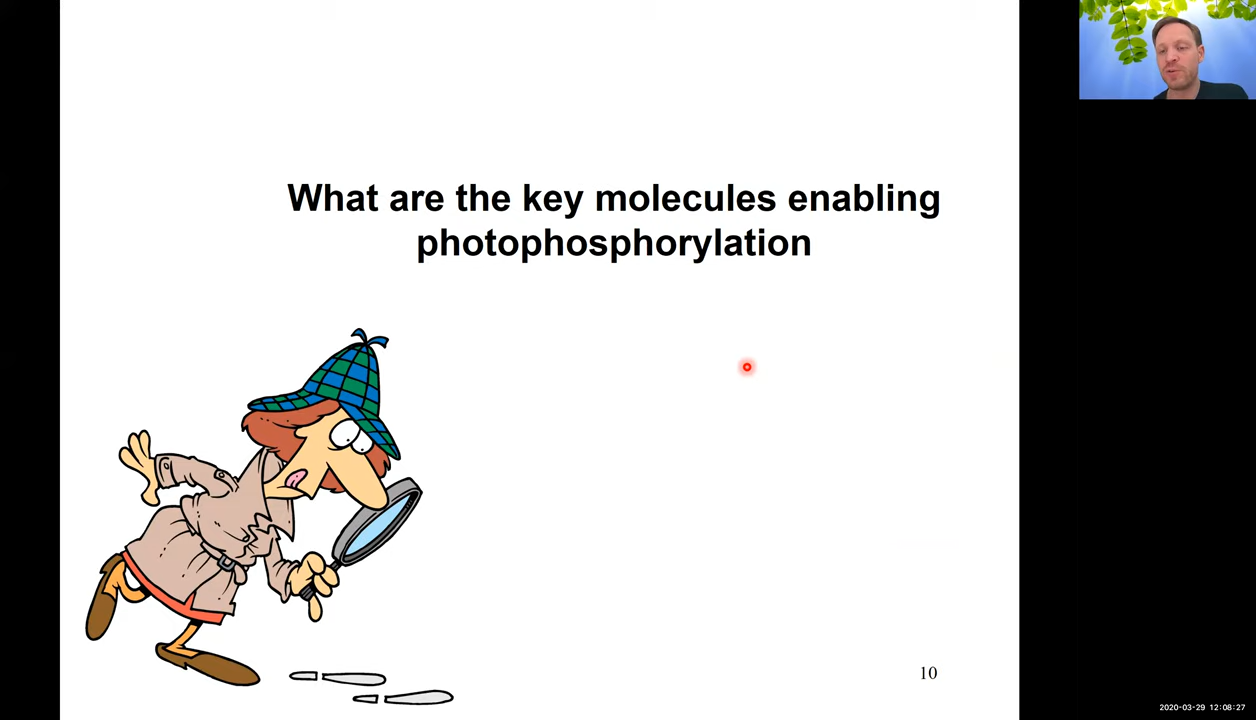 What are the key molecules enabling
photophosphorylation
10
2020-03-29 12:08:27